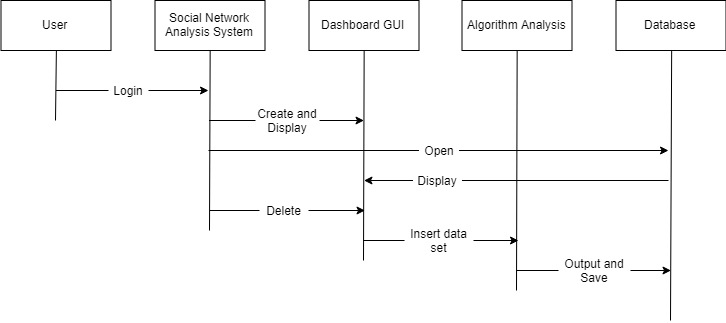 User
Social Network
Analysis System
Dashboard GUI
Algorithm Analysis
Database
Login
Create and
Display
Open
Display
Delete
Insert data
set
Output and
Save